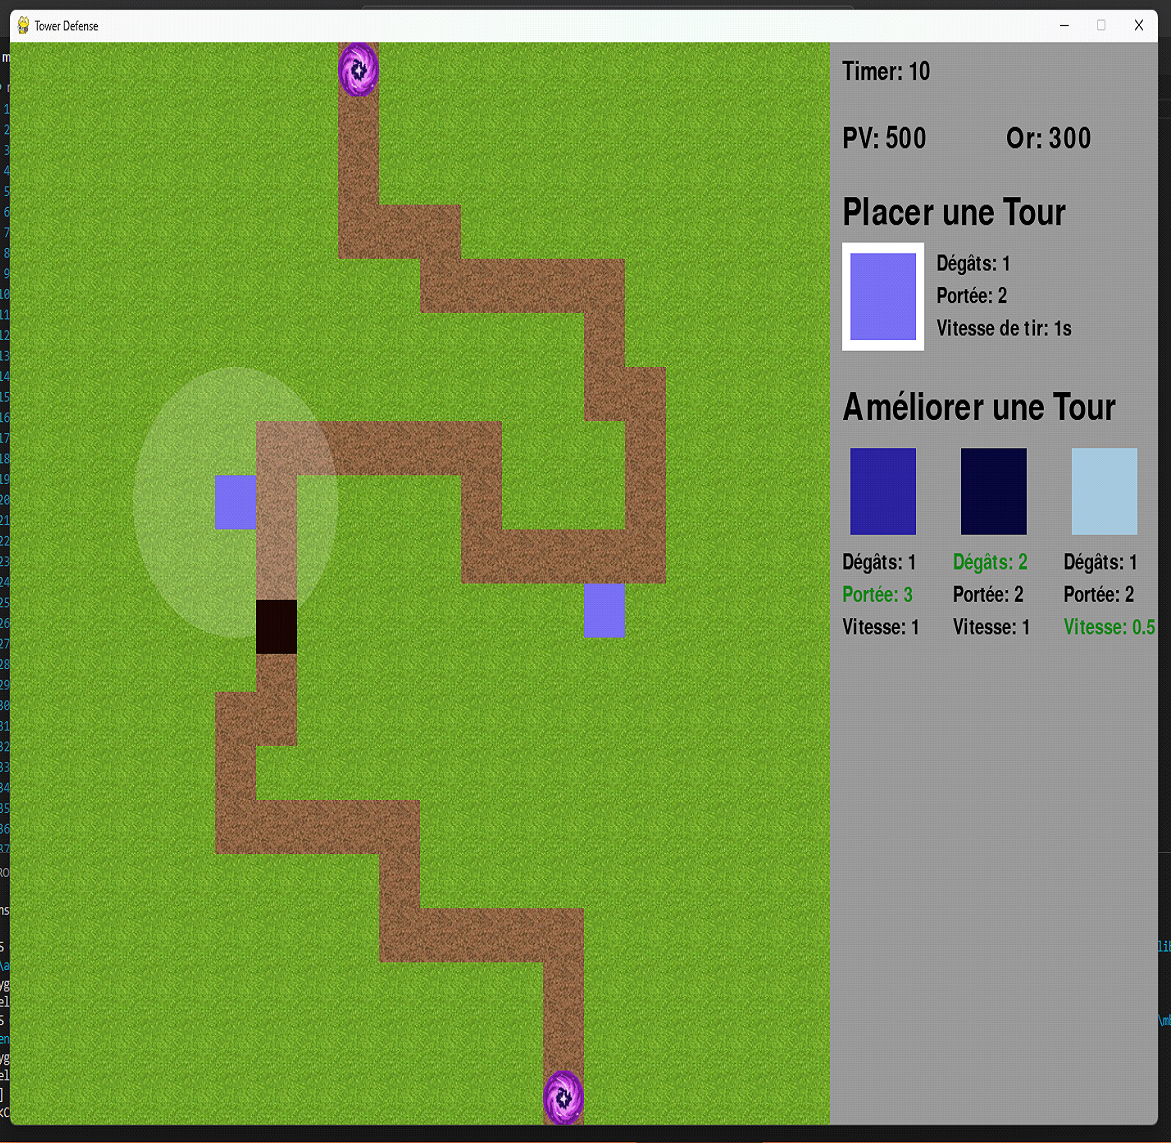 Tower Defense
Timer: 10
PV: 500 Or: 300
Placer une Tour
Dégâts: 1
Portée: 2
Vitesse de tir: 1s
Améliorer une Tour
Dégâts: 1 Dégâts: 2 Dégâts: 1
Portée: 3 Portée: 2 Portée: 2
Vitesse: 1 Vitesse: 1 Vitesse: 0.5